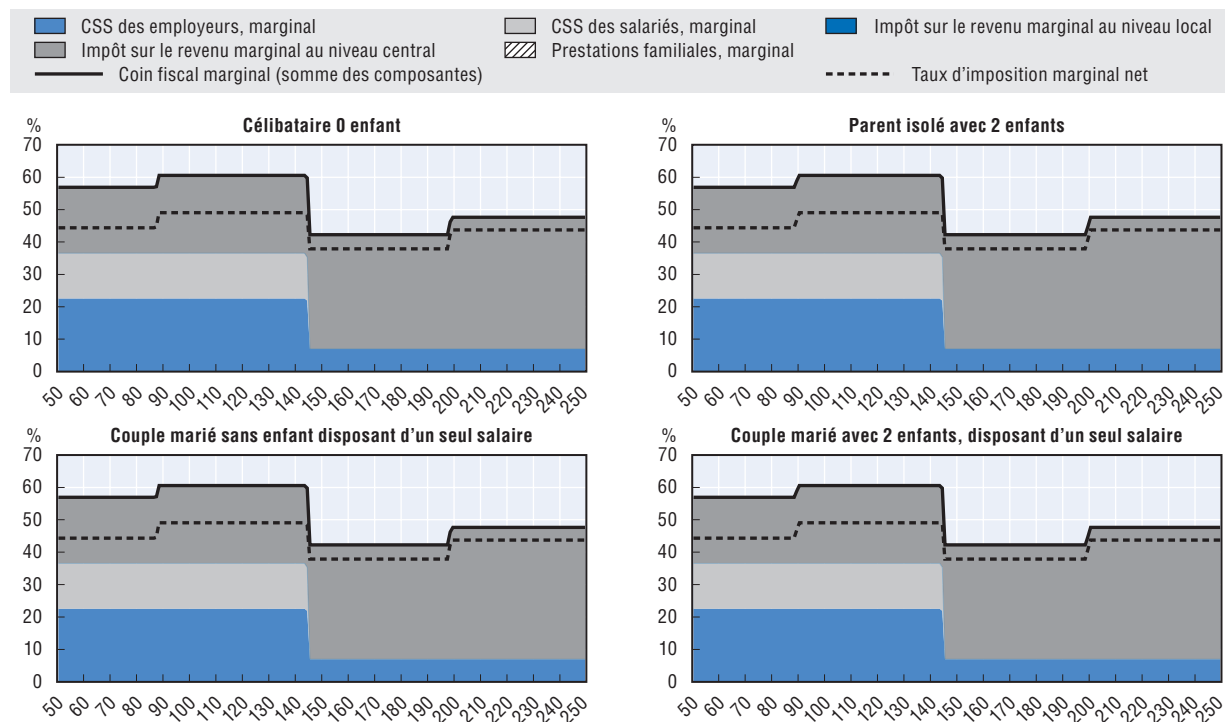 CSS des employeurs, marginal
CSS des salariés, marginal
Impôt sur le revenu marginal au niveau local
Impôt sur le revenu marginal au niveau central
Prestations familiales, marginal
Coin fiscal marginal (somme des composantes)
Taux d'imposition marginal net
%
Célibataire 0 enfant
70
60
50
40
30
20
10
0
50 60 70 80 90 100 110 120 130 140 150 160 170 180 190 200 210 220 230 240 250
%
Parent isolé avec 2 enfants
70
60
50
40
30
20
10
0
50 60 70 80 90 100 110 120 130 140 150 160 170 180 190 200 210 220 230 240 250
%
Couple marié sans enfant disposant d'un seul salaire
70
60
50
40
30
20
10
0
50 60 70 80 90 100 110 120 130 140 150 160 170 180 190 200 210 220 230 240 250
%
Couple marié avec 2 enfants, disposant d'un seul salaire
70
60
50
40
30
20
10
0
50 60 70 80 90 100 110 120 130 140 150 160 170 180 190 200 210 220 230 240 250